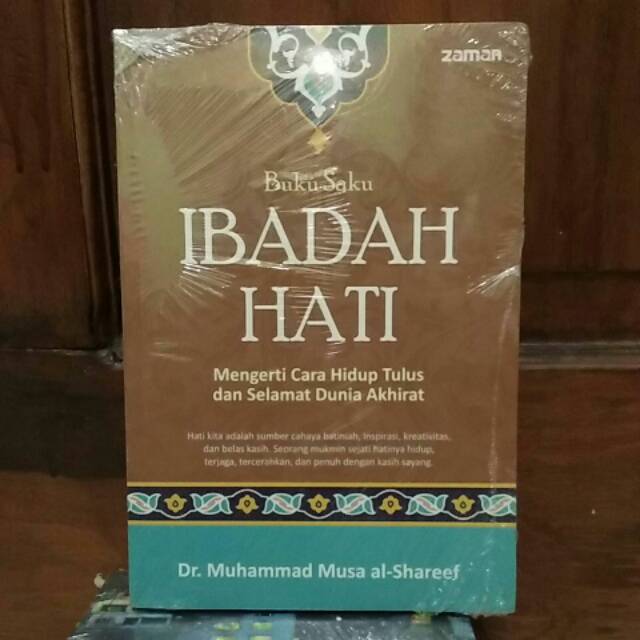 zaman
Buku Saku
IBADAH
HATI
Mengerti Cara Hidup Tulus
dan Selamat Dunia Akhirat
Hati kita adalah sumber cahaya batiniah, inspirasi, kreativitas,
dan belas kasih. Seorang mukmin sejati hatinya hidup,
terjaga, tercerahkan, dan penuh dengan kasih sayang.
Dr. Muhammad Musa al-Shareef